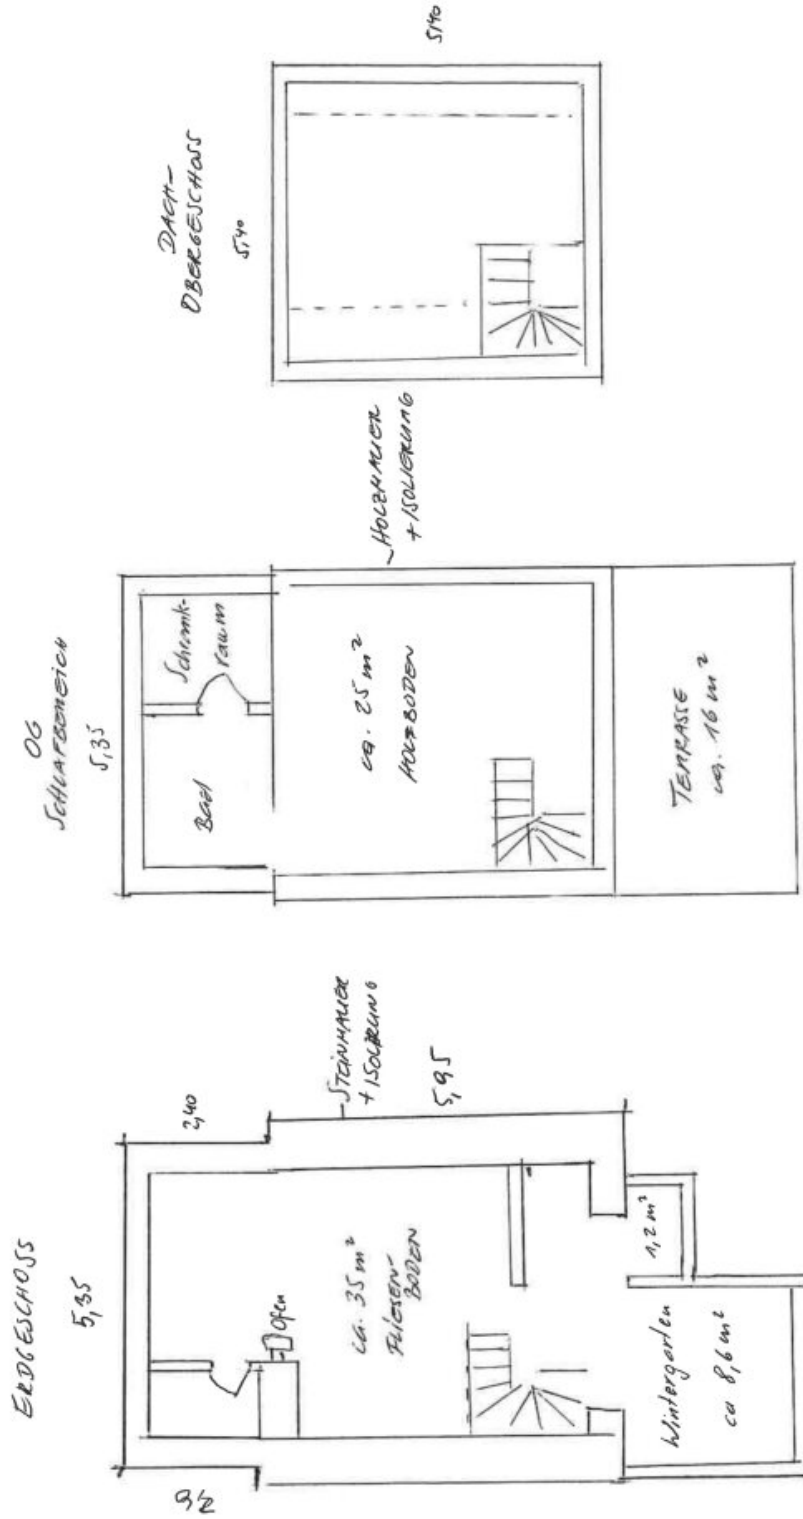 ERDGESCHOSS
5,35
2,40
STEINMAUER
+ ISOLIERUNG
5,95
Ofen
ca. 35 m²
FLIESEN-
BODEN
1,2 m²
Wintergarten
ca 8,6 m²
OG
SCHLAFBEREICH
5,35
Bad
Schrank-
raum
HOLZMAUER
+ ISOLIERUNG
ca. 25 m²
HOLZBODEN
TERRASSE
ca. 16 m²
DACH-
OBERGESCHOSS
5,40
5,40